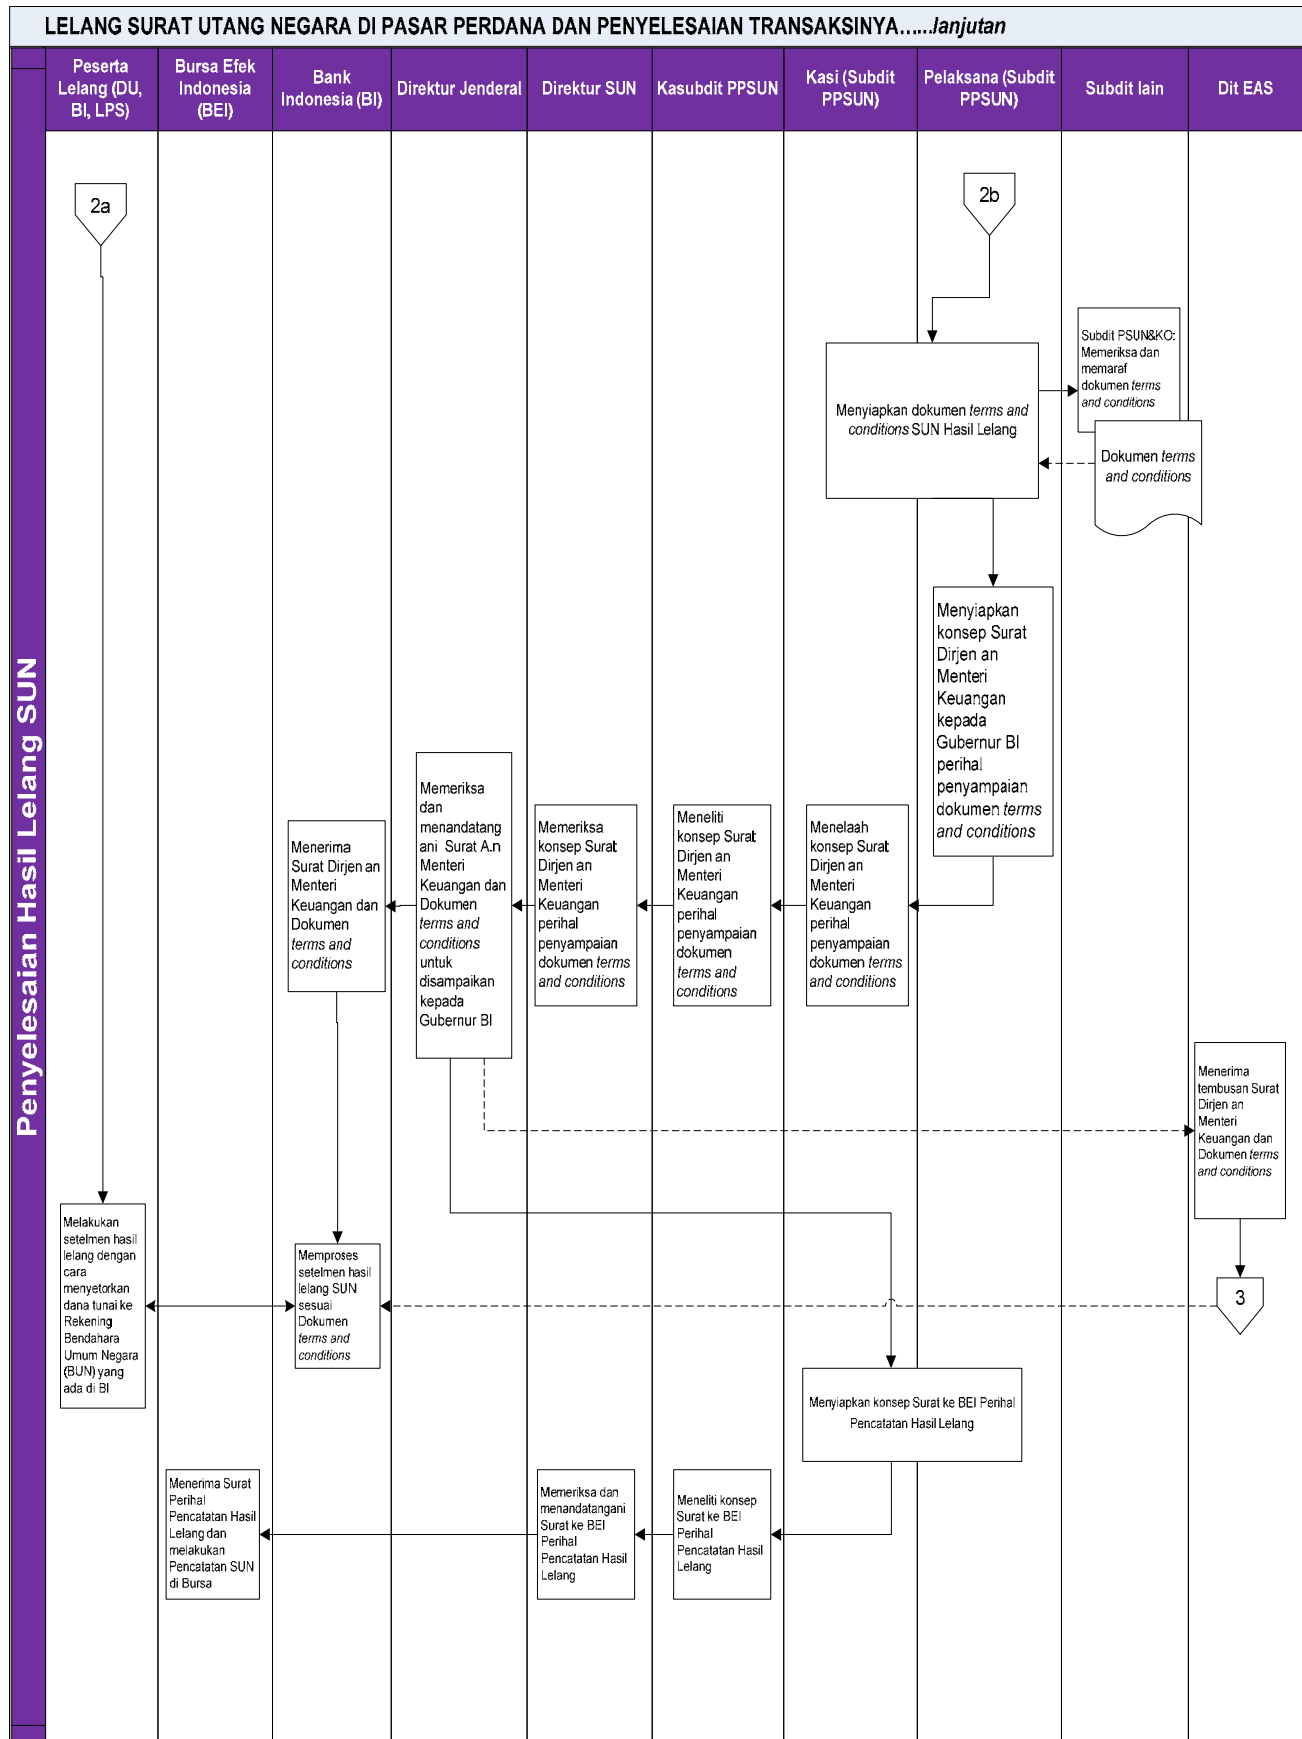 LELANG SURAT UTANG NEGARA DI PASAR PERDANA DAN PENYELESAIAN TRANSAKSINYA……lanjutan
Peserta
Lelang (DU,
BI, LPS)
Bursa Efek
Indonesia
(BEI)
Bank
Indonesia (BI)
Direktur Jenderal
Direktur SUN
Kasubdit PPSUN
Kasi (Subdit
PPSUN)
Pelaksana (Subdit
PPSUN)
Subdit lain
Dit EAS
Penyelesaian Hasil Lelang SUN
2a
2b
Subdit PSUN&KO:
Memeriksa dan
memaraf
dokumen terms
and conditions
Menyiapkan dokumen terms and
conditions SUN Hasil Lelang
Dokumen terms
and conditions
Menyiapkan
konsep Surat
Dirjen an
Menteri
Keuangan
kepada
Gubernur BI
perihal
penyampaian
dokumen terms
and conditions
Menelaah
konsep Surat
Dirjen an
Menteri
Keuangan
perihal
penyampaian
dokumen terms
and conditions
Meneliti
konsep Surat
Dirjen an
Menteri
Keuangan
perihal
penyampaian
dokumen
terms and
conditions
Memeriksa
konsep Surat
Dirjen an
Menteri
Keuangan
perihal
penyampaian
dokumen terms
and conditions
Memeriksa
dan
menandatang
ani Surat A.n
Menteri
Keuangan dan
Dokumen
terms and
conditions
untuk
disampaikan
kepada
Gubernur BI
Menerima
Surat Dirjen an
Menteri
Keuangan dan
Dokumen
terms and
conditions
Menerima
tembusan Surat
Dirjen an
Menteri
Keuangan dan
Dokumen terms
and conditions
Melakukan
setelmen hasil
lelang dengan
cara
menyetorkan
dana tunai ke
Rekening
Bendahara
Umum Negara
(BUN) yang
ada di BI
Memproses
setelmen hasil
lelang SUN
sesuai
Dokumen
terms and
conditions
3
Menyiapkan konsep Surat ke BEI Perihal
Pencatatan Hasil Lelang
Meneliti konsep
Surat ke BEI
Perihal
Pencatatan Hasil
Lelang
Memeriksa dan
menandatangani
Surat ke BEI
Perihal
Pencatatan Hasil
Lelang
Menerima Surat
Perihal
Pencatatan Hasil
Lelang dan
melakukan
Pencatatan SUN
di Bursa